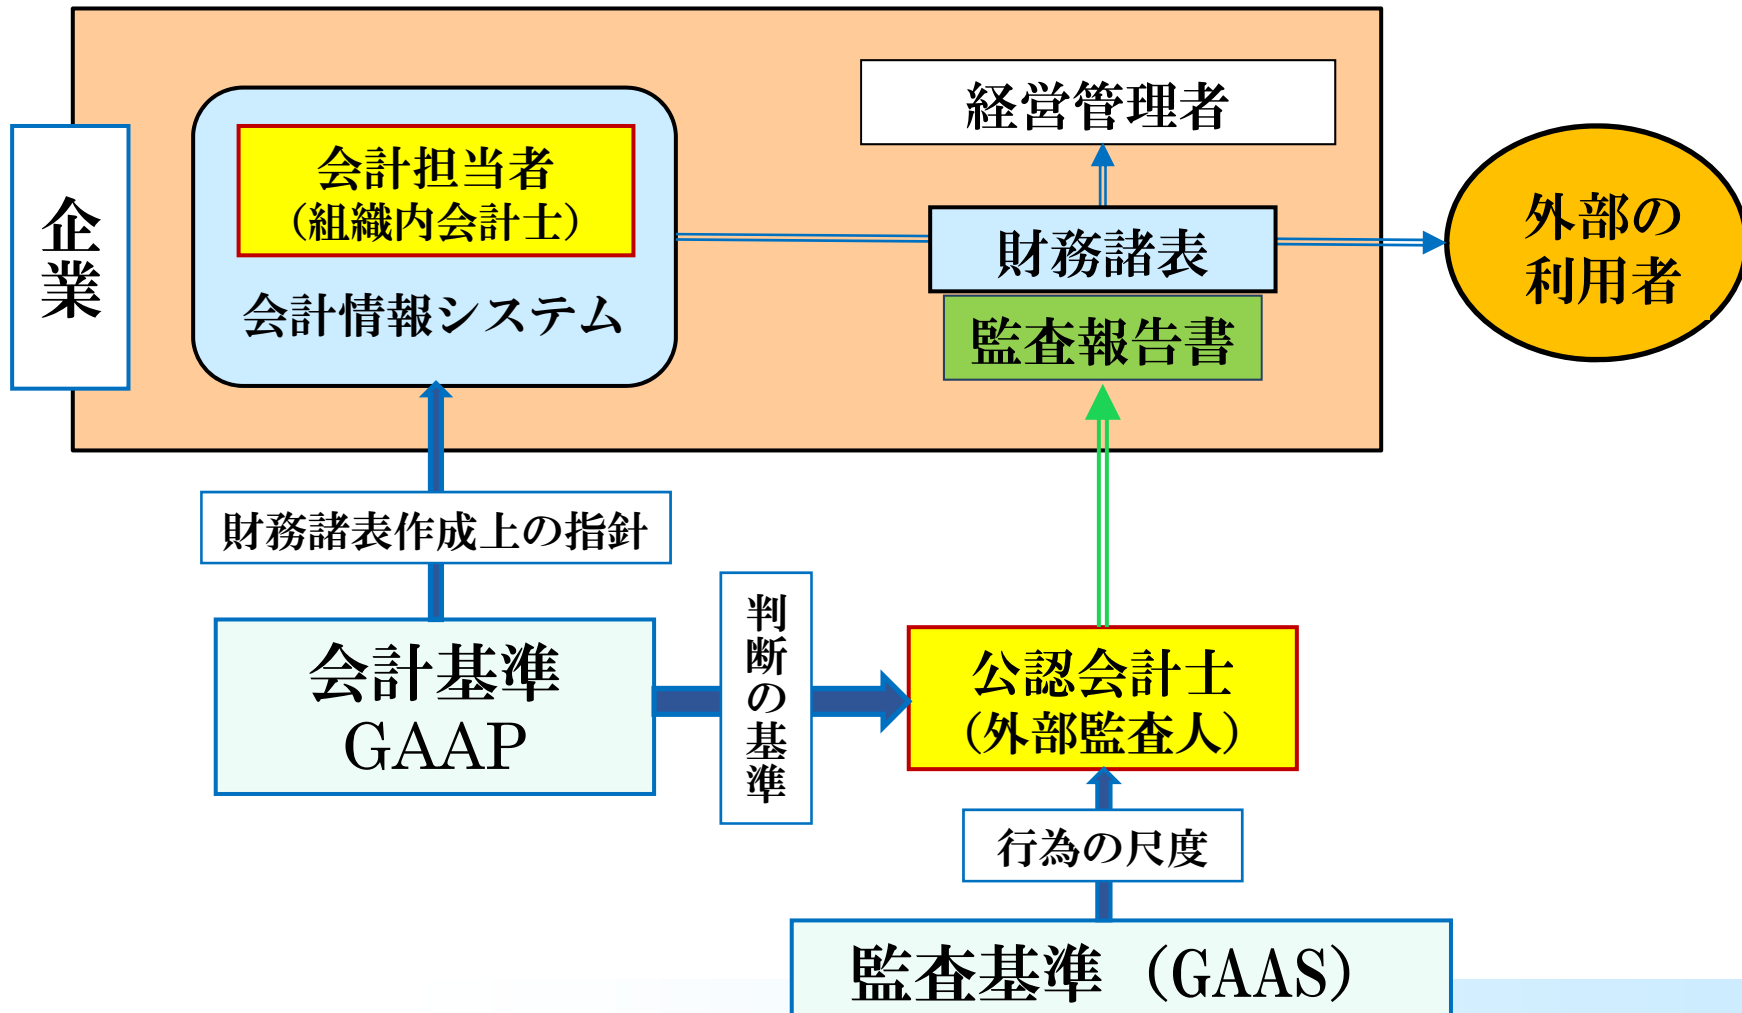 企業
会計担当者
（組織内会計士）
会計情報システム
経営管理者
財務諸表
監査報告書
外部の
利用者
財務諸表作成上の指針
会計基準
GAAP
判断の基準
公認会計士
（外部監査人）
行為の尺度
監査基準（GAAS）